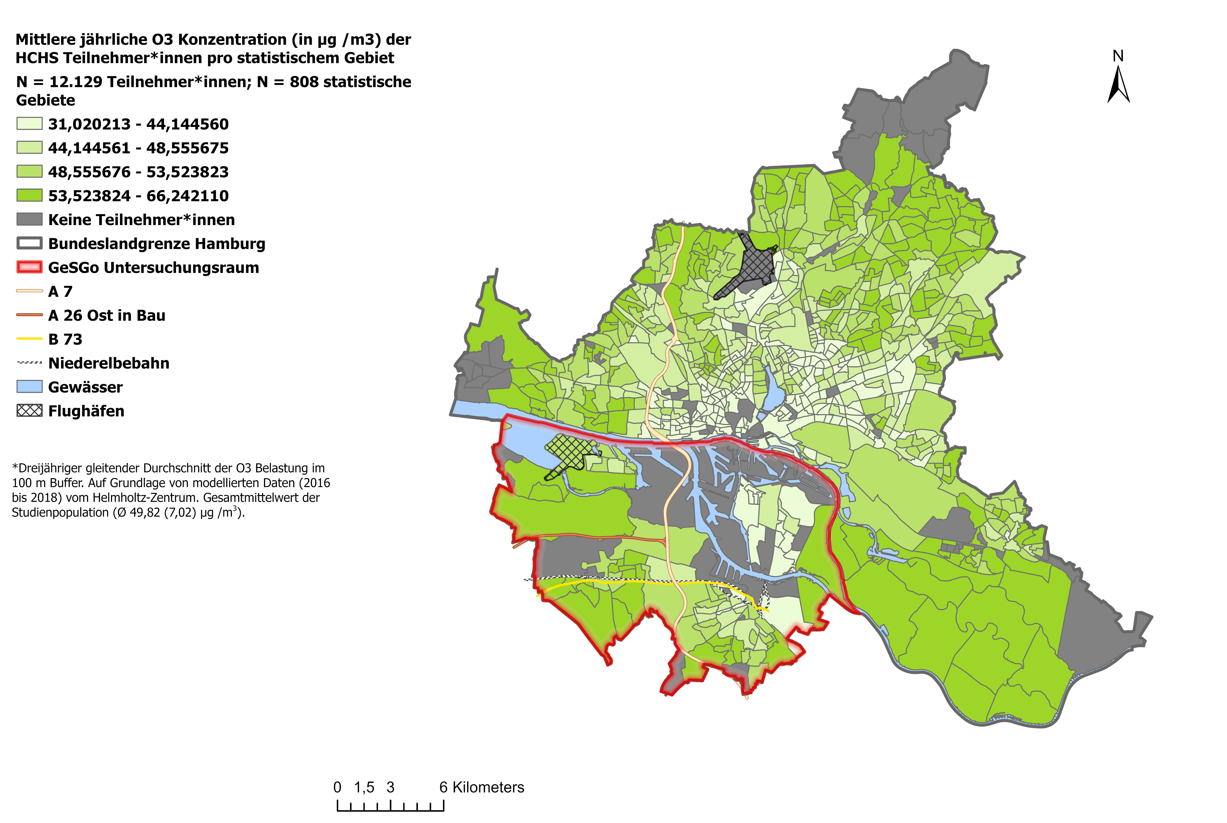 Mittlere jährliche O3 Konzentration (in µg /m3) der
HCHS Teilnehmer*innen pro statistischem Gebiet
N = 12.129 Teilnehmer*innen; N = 808 statistische
Gebiete
31,020213 - 44,144560
44,144561 - 48,555675
48,555676 - 53,523823
53,523824 - 66,242110
Keine Teilnehmer*innen
Bundeslandgrenze Hamburg
GeSGo Untersuchungsraum
A 7
A 26 Ost in Bau
B 73
Niederelbebahn
Gewässer
Flughäfen
*Dreijähriger gleitender Durchschnitt der O3 Belastung im
100 m Buffer. Auf Grundlage von modellierten Daten (2016
bis 2018) vom Helmholtz-Zentrum. Gesamtmittelwert der
Studienpopulation (Ø 49,82 (7,02) µg /m³).
N
0 1,5 3 6 Kilometers